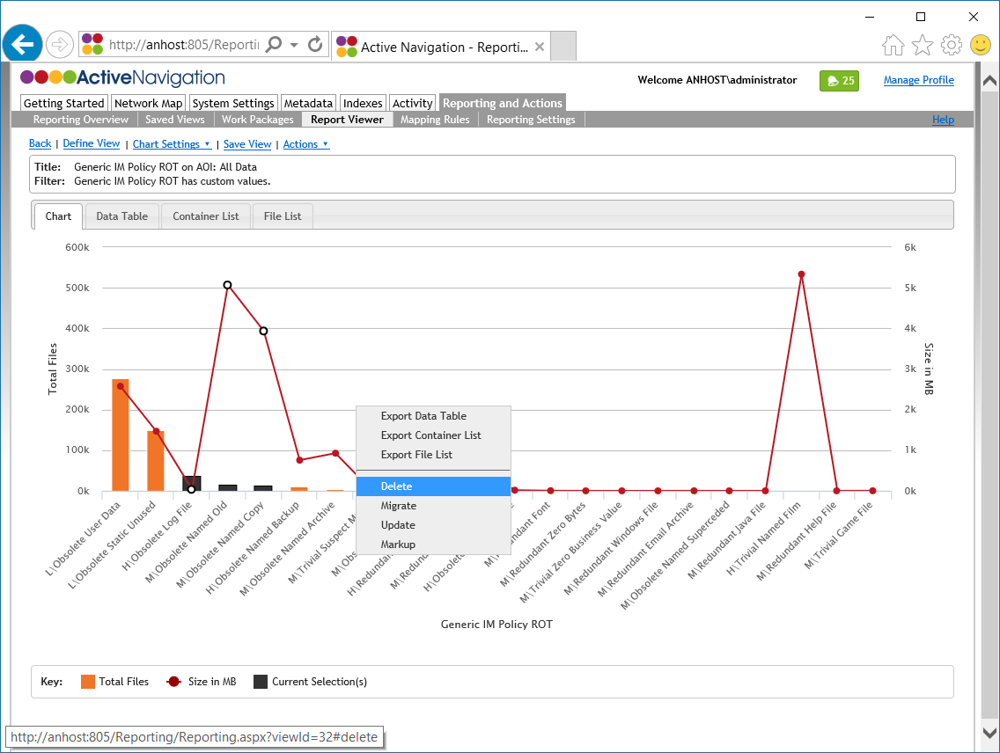 http://anhost:805/Reportin
Active Navigation - Reporti...
ActiveNavigation
Welcome ANHOST\administrator
25
Manage Profile
Getting Started
Network Map
System Settings
Metadata
Indexes
Activity
Reporting and Actions
Reporting Overview
Saved Views
Work Packages
Report Viewer
Mapping Rules
Reporting Settings
Help
Back | Define View | Chart Settings | Save View | Actions
Title: Generic IM Policy ROT on AOI: All Data
Filter: Generic IM Policy ROT has custom values.
Chart
Data Table
Container List
File List
600k
500k
400k
300k
200k
100k
0k
Total Files
6k
5k
4k
3k
2k
1k
0k
Size in MB
Export Data Table
Export Container List
Export File List
Delete
Migrate
Update
Markup
L\Obsolete User Data
L\Obsolete Static Unused
H\Obsolete Log File
M\Obsolete Named Old
M\Obsolete Named Copy
H\Obsolete Named Backup
M\Obsolete Named Archive
M\Trivial Suspect M
M\Obs
H\Redundan
M\Redund
H\Obsolete
M\Redundant Font
M\Redundant Zero Bytes
M\Trivial Zero Business Value
M\Redundant Windows File
M\Redundant Email Archive
M\Obsolete Named Superceded
M\Redundant Java File
H\Trivial Named Film
M\Redundant Help File
M\Trivial Game File
Generic IM Policy ROT
Key: Total Files Size in MB Current Selection(s)
http://anhost:805/Reporting/Reporting.aspx?viewId=32#delete